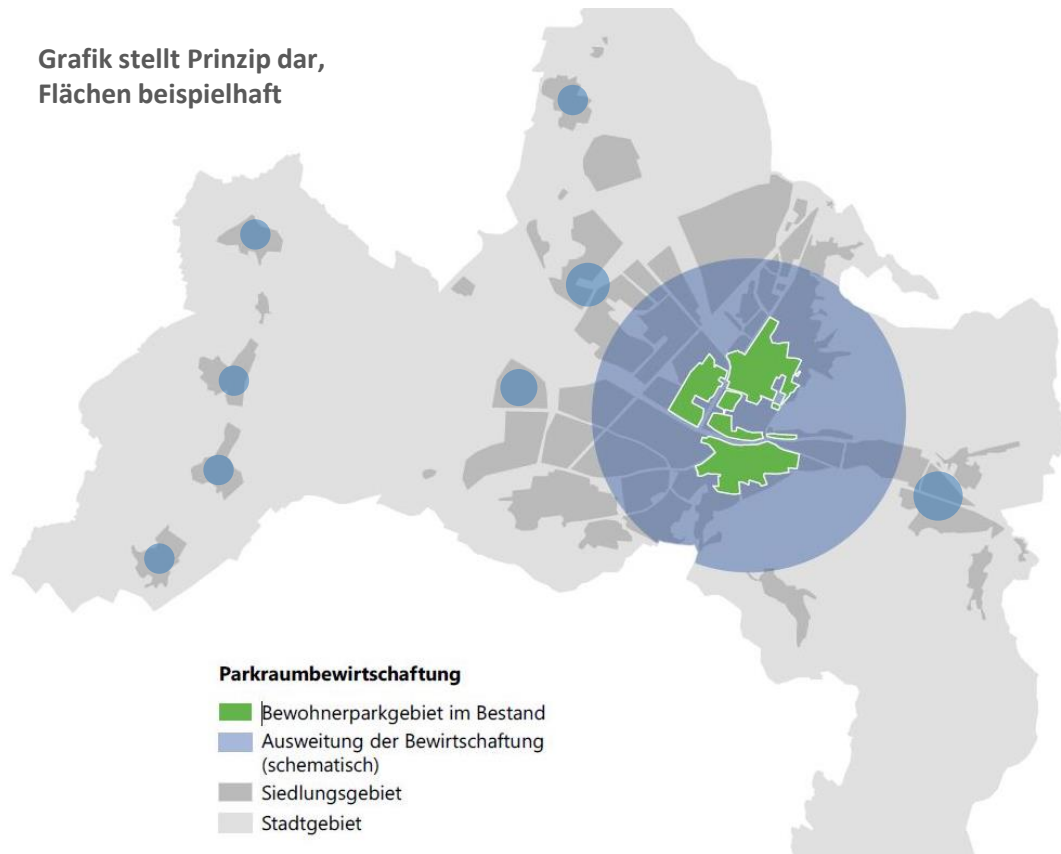 Grafik stellt Prinzip dar,
Flächen beispielhaft
Parkraumbewirtschaftung
Bewohnerparkgebiet im Bestand
Ausweitung der Bewirtschaftung
(schematisch)
Siedlungsgebiet
Stadtgebiet